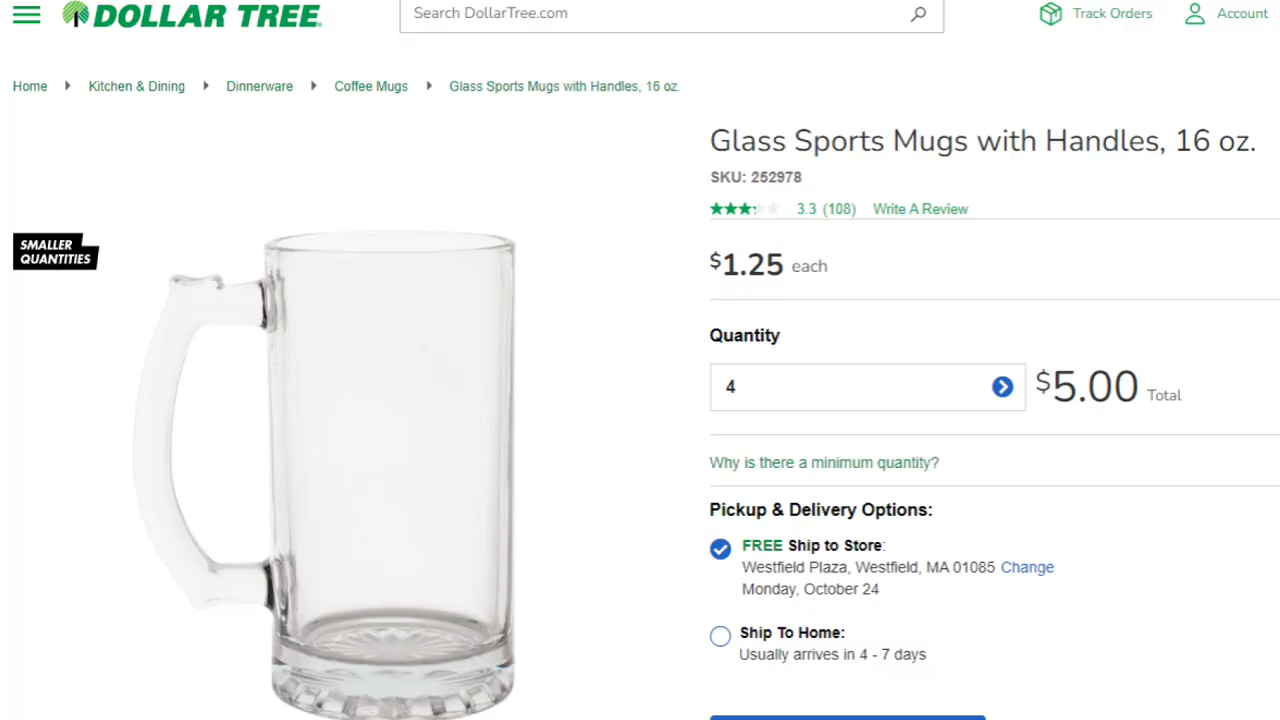 DOLLAR TREE
Search DollarTree.com
Track Orders
Account
Home Kitchen & Dining Dinnerware Coffee Mugs Glass Sports Mugs with Handles, 16 oz.
Glass Sports Mugs with Handles, 16 oz.
SKU: 252978
3.3 (108) Write A Review
SMALLER
QUANTITIES
$1.25 each
Quantity
4
$5.00 Total
Why is there a minimum quantity?
Pickup & Delivery Options:
FREE Ship to Store:
Westfield Plaza, Westfield, MA 01085 Change
Monday, October 24
Ship To Home:
Usually arrives in 4 - 7 days